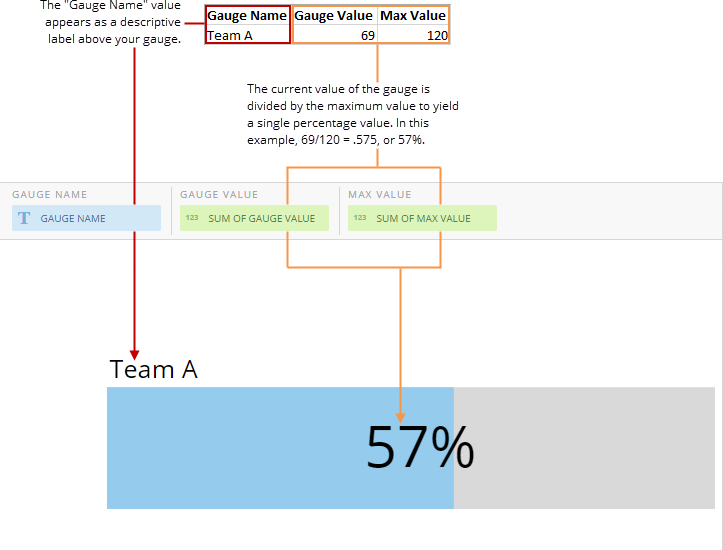 The "Gauge Name" value
appears as a descriptive
label above your gauge.
Gauge Name Gauge Value Max Value
Team A 69 120
The current value of the gauge is
divided by the maximum value to yield
a single percentage value. In this
example, 69/120 = .575, or 57%.
GAUGE NAME GAUGE VALUE MAX VALUE
T GAUGE NAME 123 SUM OF GAUGE VALUE 123 SUM OF MAX VALUE
Team A
57%